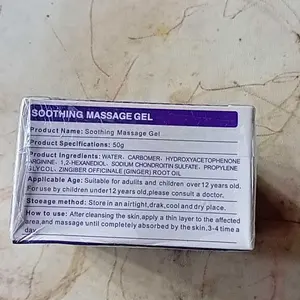 SOOTHING MASSAGE GEL
Product Name: Soothing Massage Gel
Product Specifications: 50g
Product Ingredients: WATER、CARBOMER、HYDROXYACETOPHENONE
ARGININE、1,2-HEXANEDIOL、SODIUM CHONDROITIN SULFATE、PROPYLENE
GLYCOL、ZINGIBER OFFICINALE (GINGER) ROOT OIL
Applicable Age: Suitable for adults and children over 12 years old.
For use by children under 12 years old, please consult a doctor.
Stoeage method: Store in an airtight, drak, cool and dry place.
How to use: After cleansing the skin, apply a thin layer to the affected
area, and massage until completely absorbed by the skin. 3-4 time a
day.